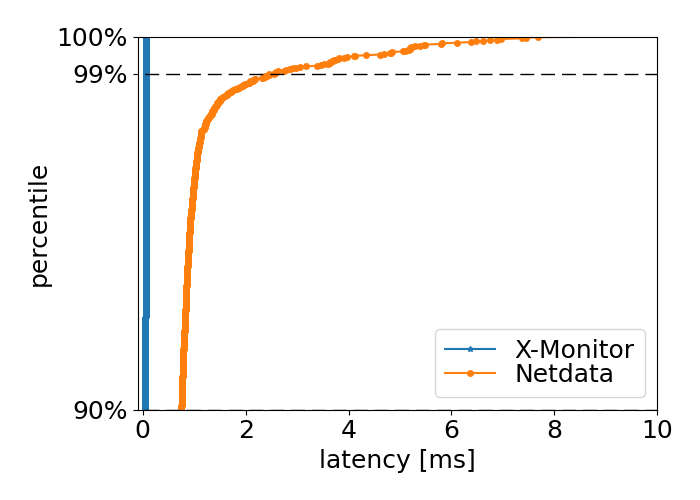 100%
99%
90%
percentile
0 2 4 6 8 10
latency [ms]
X-Monitor
Netdata